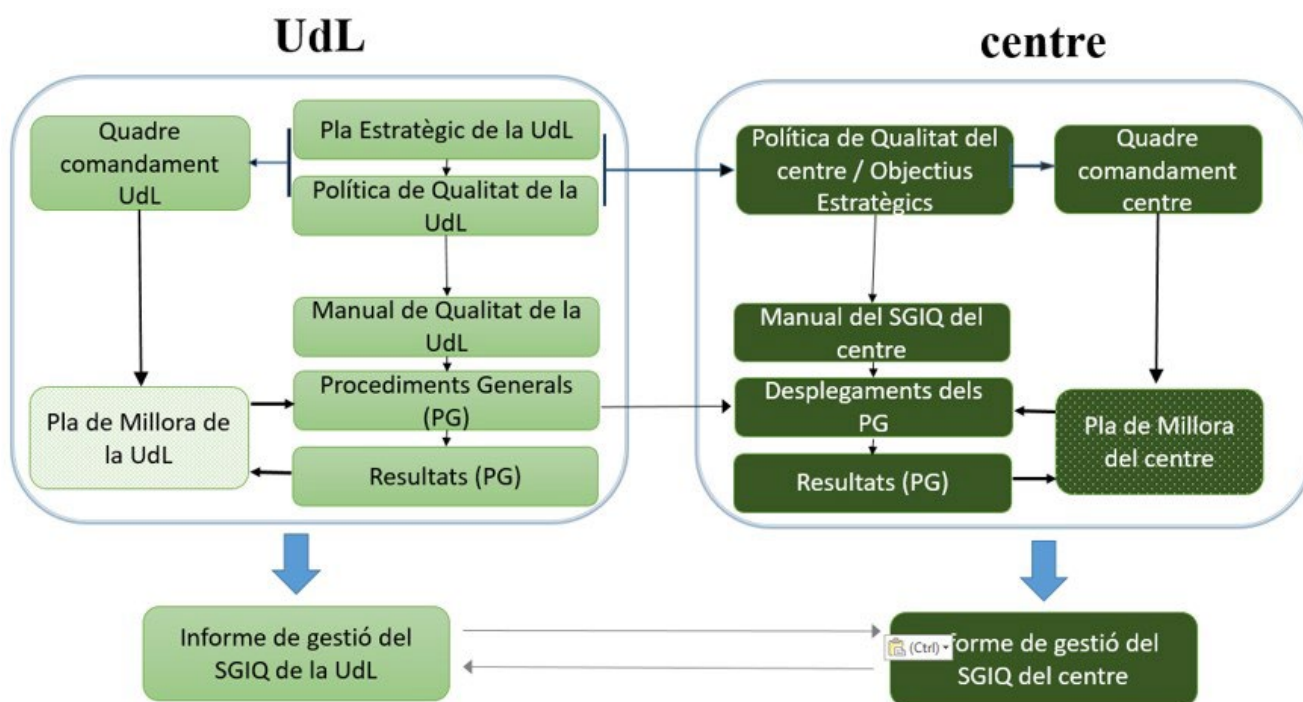 UdL
centre
Quadre
comandament
UdL
Pla Estratègic de la UdL
Política de Qualitat de la
UdL
Manual de Qualitat de la
UdL
Procediments Generals
(PG)
Pla de Millora de
la UdL
Resultats (PG)
Política de Qualitat del
centre / Objectius
Estratègics
Quadre
comandament
centre
Manual del SGIQ del
centre
Desplegaments dels
PG
Pla de Millora
del centre
Resultats (PG)
Informe de gestió del
SGIQ de la UdL
(Ctrl)
forme de gestió del
SGIQ del centre